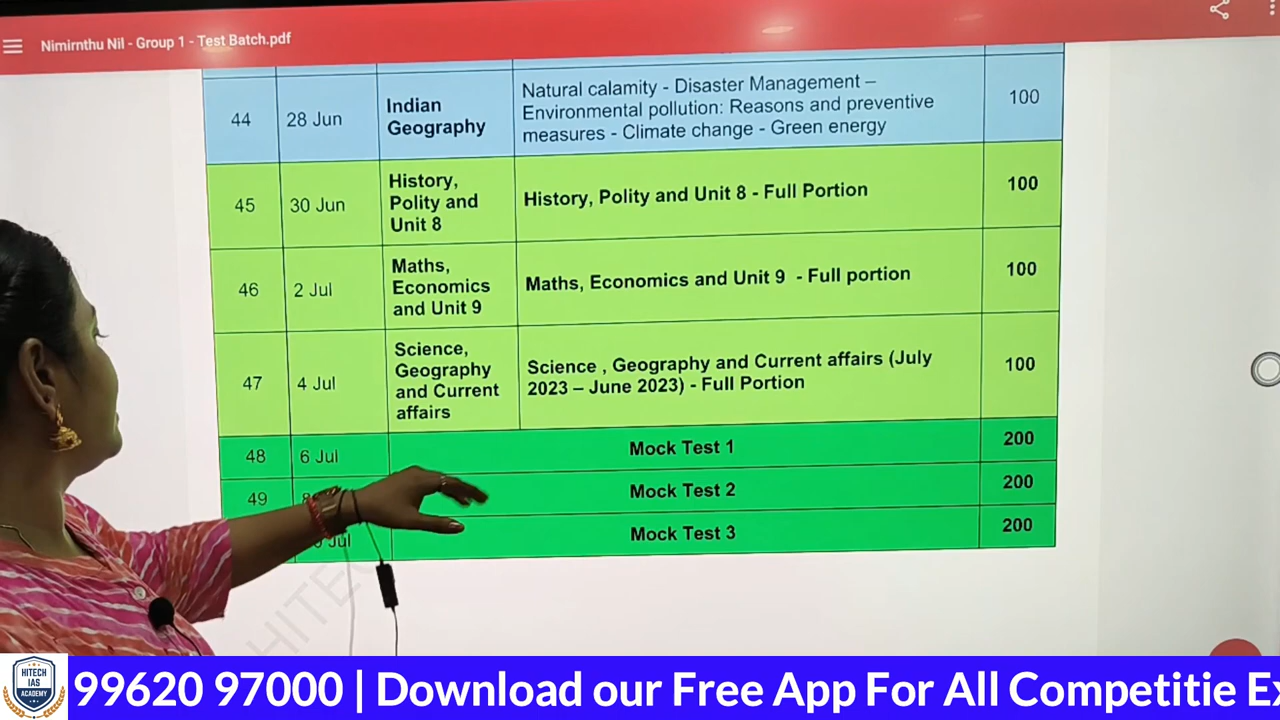 Nimirnthu Nil - Group 1 - Test Batch.pdf
44 28 Jun Indian Geography Natural calamity - Disaster Management – 100
Environmental pollution: Reasons and preventive
measures - Climate change - Green energy
45 30 Jun History, Polity and Unit 8 History, Polity and Unit 8 - Full Portion 100
46 2 Jul Maths, Economics and Unit 9 Maths, Economics and Unit 9 - Full portion 100
47 4 Jul Science, Geography and Current affairs Science , Geography and Current affairs (July 100
2023 – June 2023) - Full Portion
48 6 Jul Mock Test 1 200
49 Mock Test 2 200
Jul Mock Test 3 200
HITEC
HITECH
IAS
ACADEMY
99620 97000 | Download our Free App For All Competitie Ex